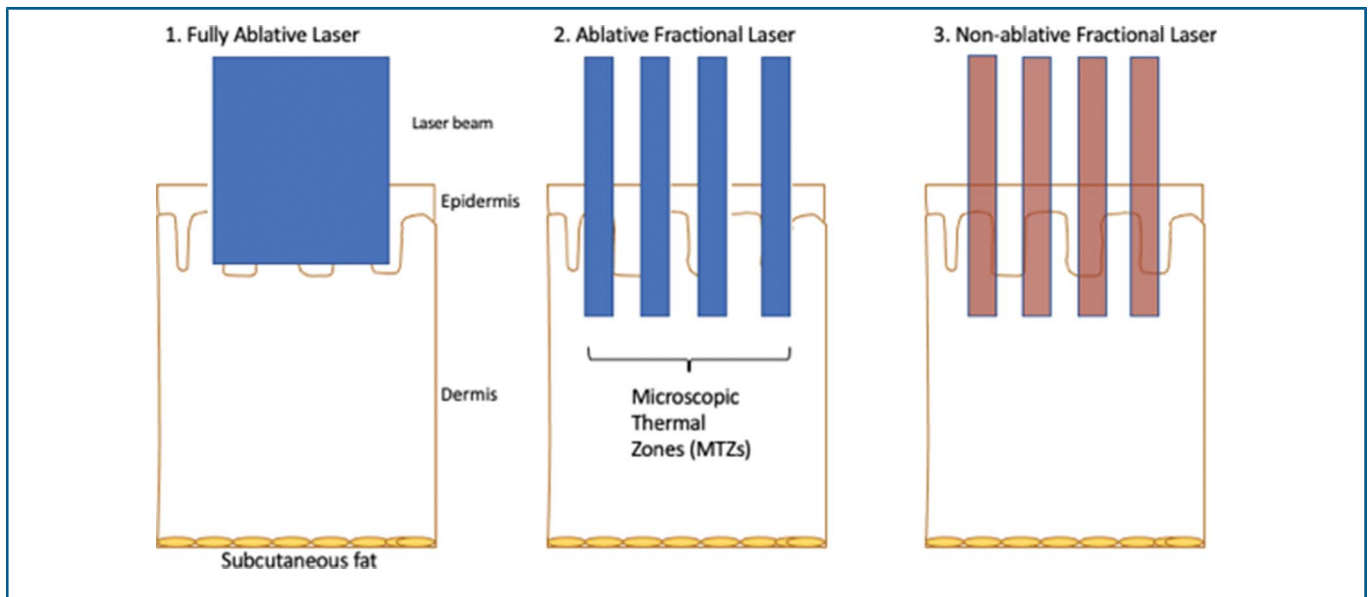 1. Fully Ablative Laser
2. Ablative Fractional Laser
3. Non-ablative Fractional Laser
Laser beam
Epidermis
Dermis
Microscopic
Thermal
Zones (MTZs)
Subcutaneous fat